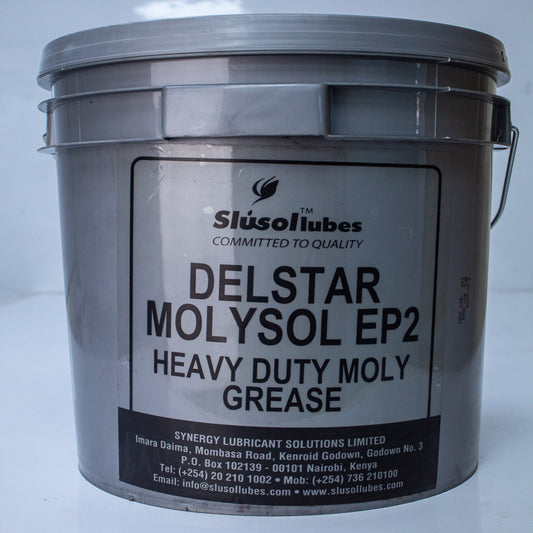 Slúsol lubes™
COMMITTED TO QUALITY
DELSTAR
MOLYSOL EP2
HEAVY DUTY MOLY
GREASE
SYNERGY LUBRICANT SOLUTIONS LIMITED
Imara Daima, Mombasa Road, Kenroid Godown, Godown No. 3
P.O. Box 102139 - 00101 Nairobi, Kenya
Tel: (+254) 20 210 1002 • Mob: (+254) 736 210100
Email: info@slusollubes.com • www.slusollubes.com